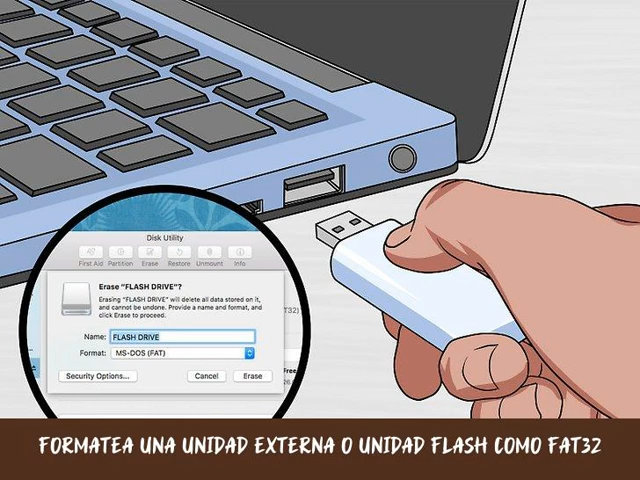 Disk Utility
First Aid Partition Erase Restore Unmount Info
Erase "FLASH DRIVE"?
Erasing "FLASH DRIVE" will delete all data stored on it,
and cannot be undone. Provide a name and format, and
click Erase to proceed.
T32)
Name: FLASH DRIVE
Format: MS-DOS (FAT)
Free
Security Options... Cancel Erase
FORMATEA UNA UNIDAD EXTERNA O UNIDAD FLASH COMO FAT32